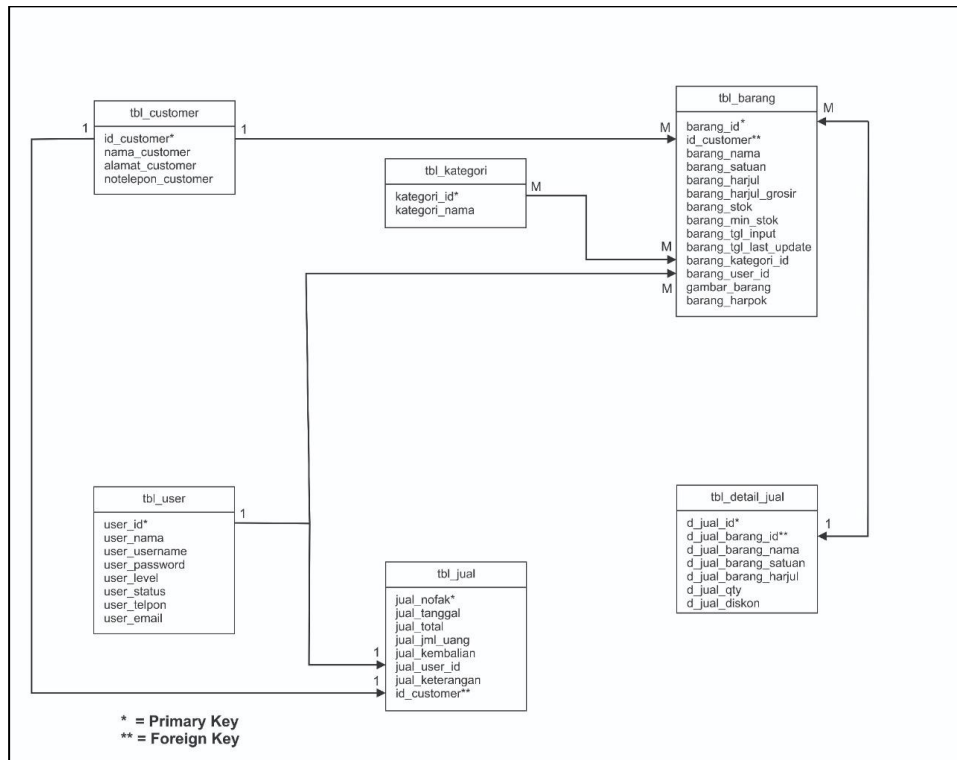 tbl_customer
1
id_customer*
nama_customer
alamat_customer
notelepon_customer
1
tbl_kategori
kategori_id*
kategori_nama
M
tbl_barang
M
M
barang_id*
id_customer**
barang_nama
barang_satuan
barang_harjul
barang_harjul_grosir
barang_stok
barang_min_stok
barang_tgl_input
barang_tgl_last_update
barang_kategori_id
barang_user_id
gambar_barang
barang_harpok
M
M
tbl_user
user_id*
user_nama
user_username
user_password
user_level
user_status
user_telpon
user_email
1
tbl_jual
jual_nofak*
jual_tanggal
jual_total
jual_jml_uang
jual_kembalian
jual_user_id
jual_keterangan
id_customer**
1
1
tbl_detail_jual
d_jual_id*
d_jual_barang_id**
d_jual_barang_nama
d_jual_barang_satuan
d_jual_barang_harjul
d_jual_qty
d_jual_diskon
1
* = Primary Key
** = Foreign Key